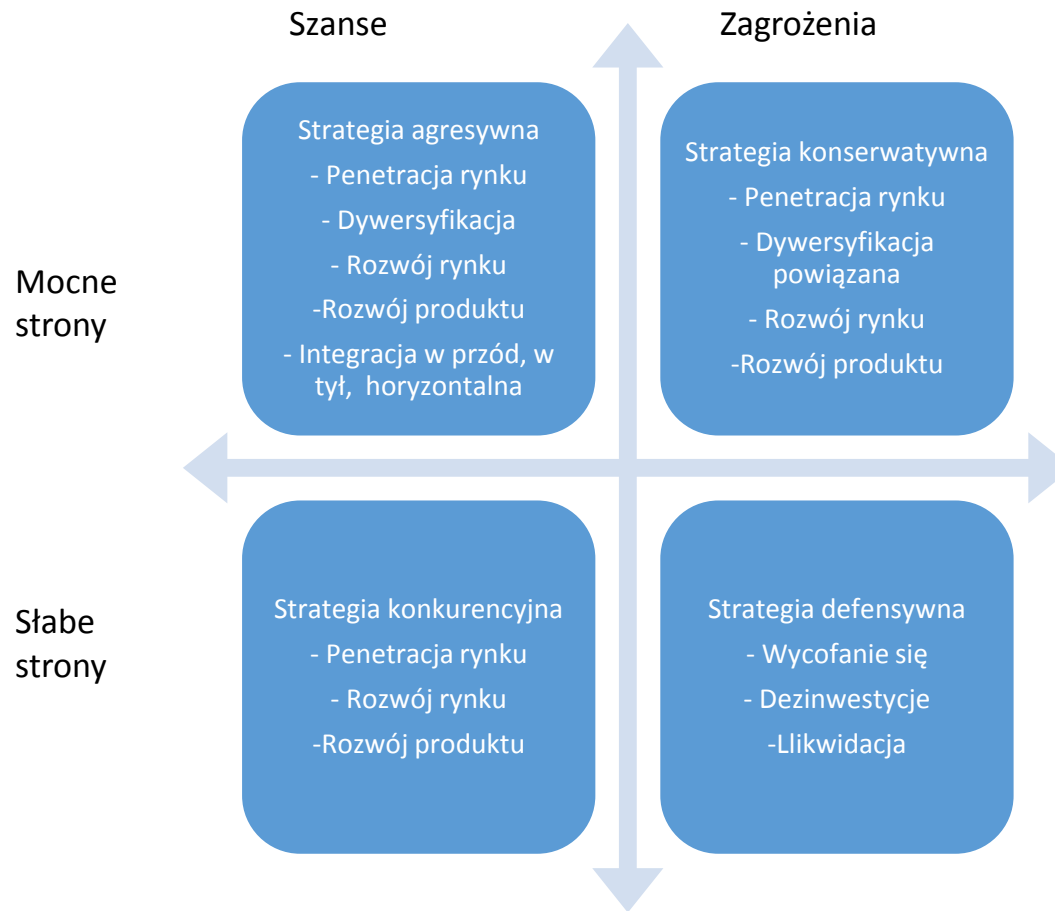 Szanse
Zagrożenia
Mocne
strony
Strategia agresywna
- Penetracja rynku
- Dywersyfikacja
- Rozwój rynku
-Rozwój produktu
- Integracja w przód, w
tył, horyzontalna
Strategia konserwatywna
- Penetracja rynku
- Dywersyfikacja
powiązana
- Rozwój rynku
-Rozwój produktu
Słabe
strony
Strategia konkurencyjna
- Penetracja rynku
- Rozwój rynku
-Rozwój produktu
Strategia defensywna
- Wycofanie się
- Dezinwestycje
-Llikwidacja